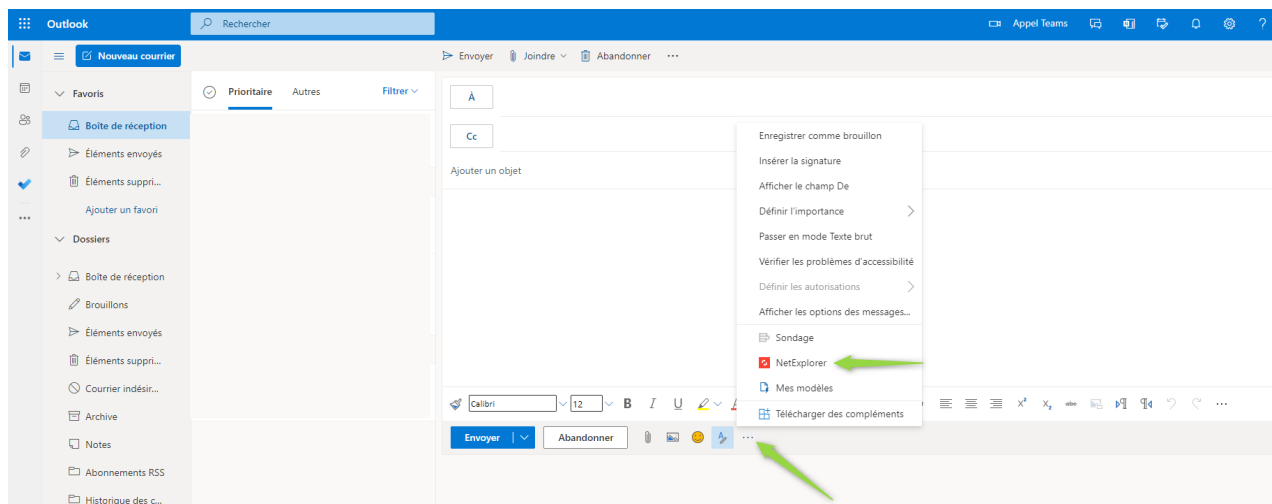 Outlook
Rechercher
Appel Teams
Nouveau courrier
Envoyer
Joindre
Abandonner
Favoris
Boîte de réception
Éléments envoyés
Éléments suppri...
Ajouter un favori
Dossiers
Boîte de réception
Brouillons
Éléments envoyés
Éléments suppri...
Courrier indésir...
Archive
Notes
Abonnements RSS
Historique des c...
Prioritaire
Autres
Filtrer
À
Cc
Ajouter un objet
Enregistrer comme brouillon
Insérer la signature
Afficher le champ De
Définir l'importance
Passer en mode Texte brut
Vérifier les problèmes d'accessibilité
Définir les autorisations
Afficher les options des messages...
Sondage
NetExplorer
Mes modèles
Télécharger des compléments
Calibri
12
Envoyer
Abandonner